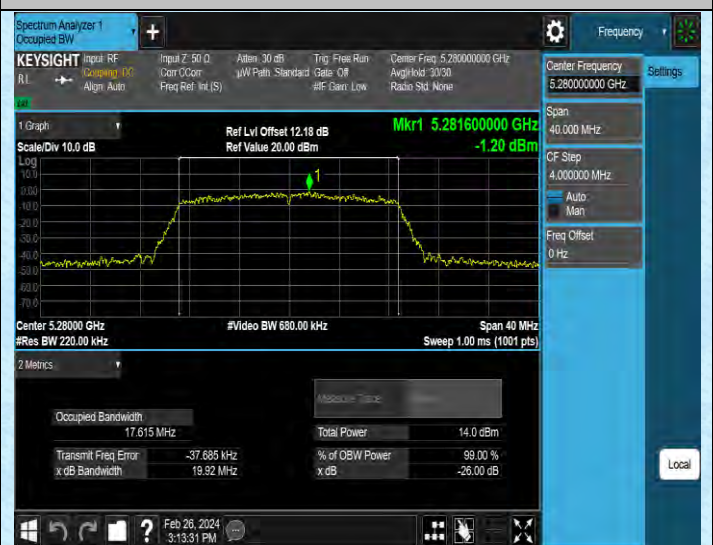 Spectrum Analyzer 1
Occupied BW
+
Frequency
KEYSIGHT Input: RF
Coupling: DC
Align: Auto
RL
Input Z: 50 Ω
Corr CCorr
Freq Ref: Int (S)
Atten: 30 dB
µW Path: Standard
Trig: Free Run
Gate: Off
#IF Gain: Low
Center Freq: 5.280000000 GHz
Avg|Hold: 30/30
Radio Std: None
Center Frequency
5.280000000 GHz
Settings
Span
40.000 MHz
CF Step
4.000000 MHz
Auto
Man
Freq Offset
0 Hz
Local
1 Graph
Scale/Div 10.0 dB
Ref Lvl Offset 12.18 dB
Ref Value 20.00 dBm
Mkr1 5.281600000 GHz
-1.20 dBm
Log
10.0
0.00
-10.0
-20.0
-30.0
-40.0
-50.0
-60.0
-70.0
1
Center 5.28000 GHz
#Res BW 220.00 kHz
#Video BW 680.00 kHz
Span 40 MHz
Sweep 1.00 ms (1001 pts)
2 Metrics
Measure Trace
Occupied Bandwidth
17.615 MHz
Total Power 14.0 dBm
Transmit Freq Error -37.685 kHz
% of OBW Power 99.00 %
x dB Bandwidth 19.92 MHz
x dB -26.00 dB
?
Feb 26, 2024
3:13:31 PM